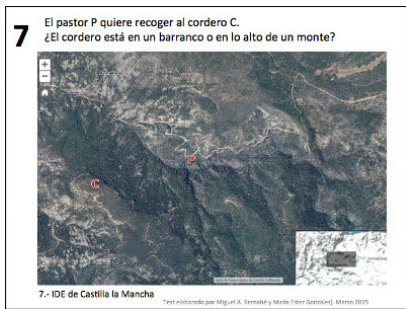 7
El pastor P quiere recoger al cordero C.
¿El cordero está en un barranco o en lo alto de un monte?
+
−
P
C
7.- IDE de Castilla la Mancha
Test elaborado por Miguel A. Bernabé y María Ester González). Marzo 2015